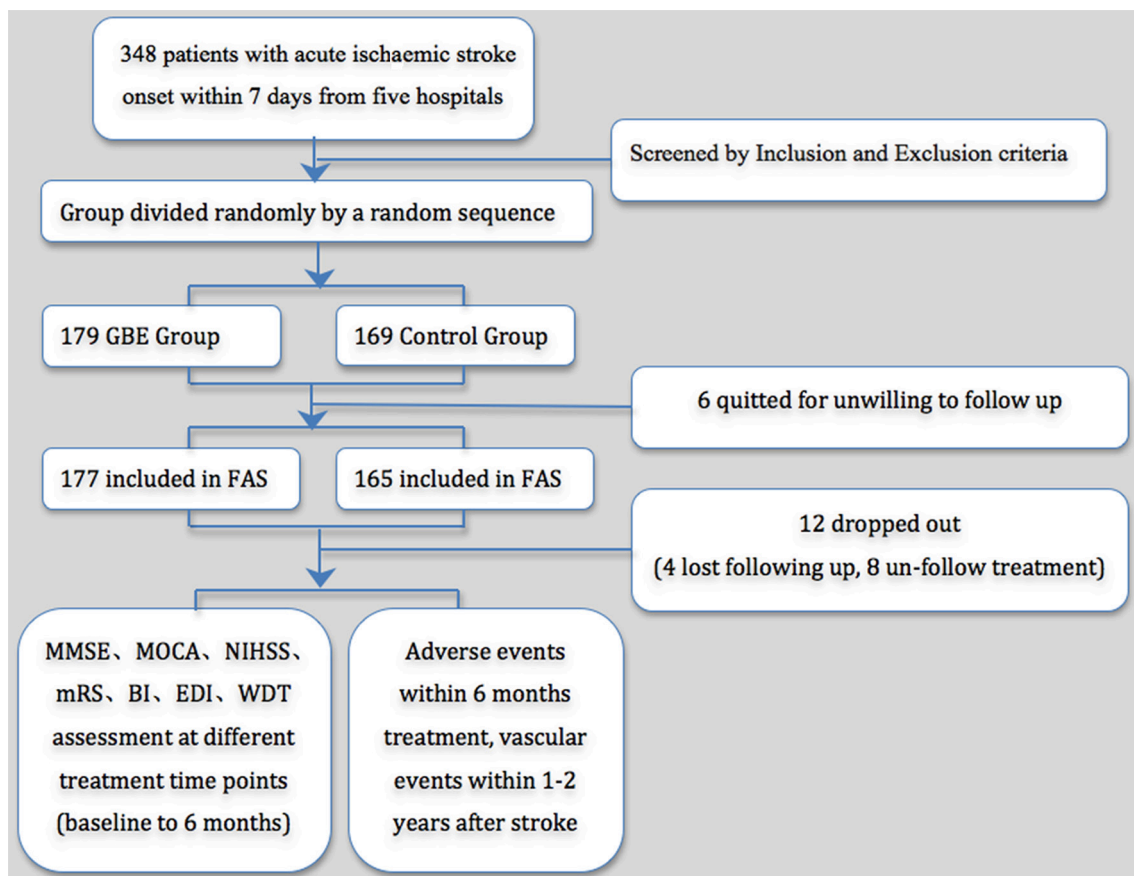 348 patients with acute ischaemic stroke
onset within 7 days from five hospitals
Screened by Inclusion and Exclusion criteria
Group divided randomly by a random sequence
179 GBE Group
169 Control Group
6 quitted for unwilling to follow up
177 included in FAS
165 included in FAS
12 dropped out
(4 lost following up, 8 un-follow treatment)
MMSE、MOCA、NIHSS、
mRS、BI、EDI、WDT
assessment at different
treatment time points
(baseline to 6 months)
Adverse events
within 6 months
treatment, vascular
events within 1-2
years after stroke